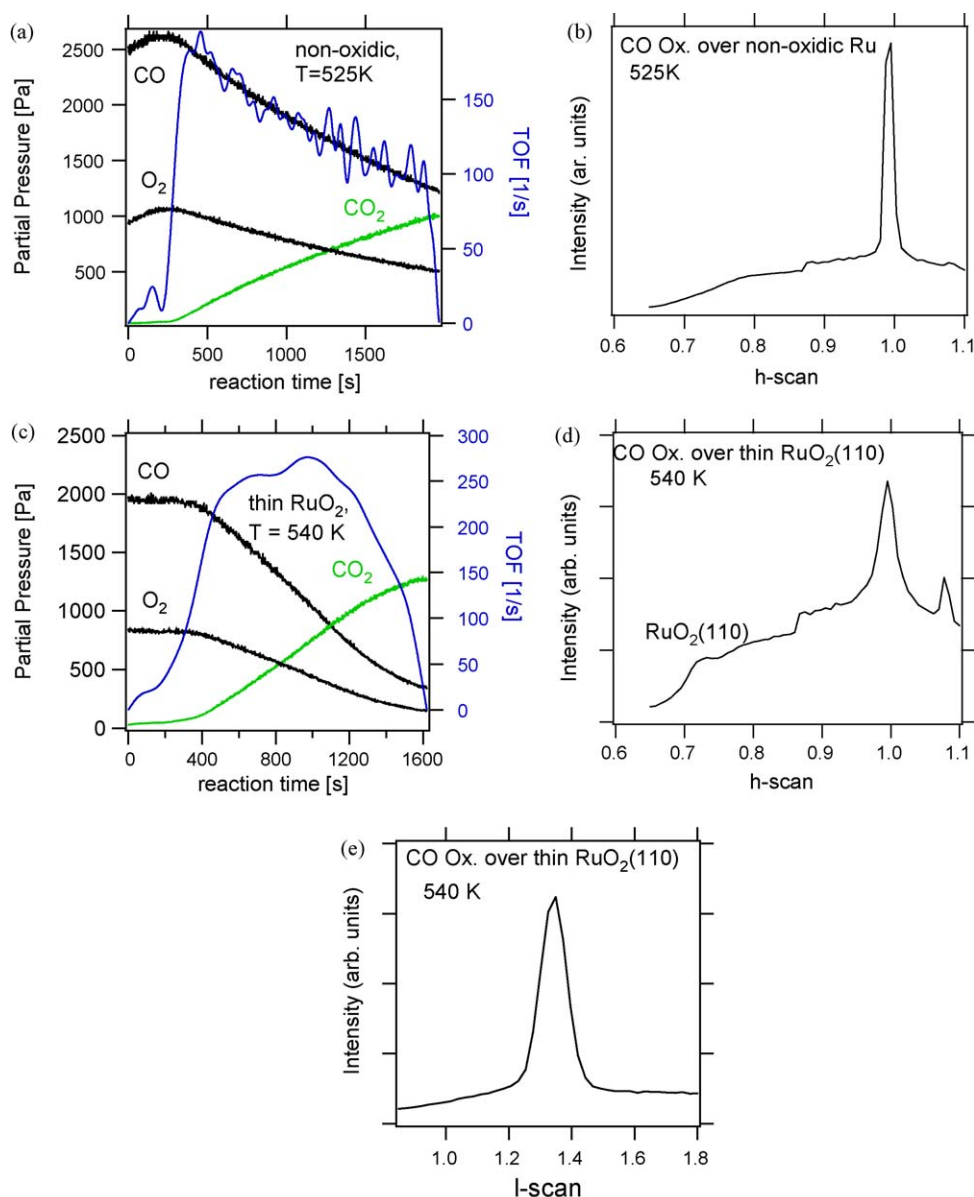 (a)
non-oxidic,
T=525K
CO
O2
CO2
Partial Pressure [Pa]
2500
2000
1500
1000
500
TOF [1/s]
150
100
50
0
0 500 1000 1500
reaction time [s]
(b)
CO Ox. over non-oxidic Ru
525K
Intensity (ar. units)
0.6 0.7 0.8 0.9 1.0 1.1
h-scan
(c)
CO
thin RuO2,
T = 540 K
CO2
O2
Partial Pressure [Pa]
2500
2000
1500
1000
500
0
TOF [1/s]
300
250
200
150
100
50
0
0 400 800 1200 1600
reaction time [s]
(d)
CO Ox. over thin RuO2(110)
540 K
RuO2(110)
Intensity (arb. units)
0.6 0.7 0.8 0.9 1.0 1.1
h-scan
(e)
CO Ox. over thin RuO2(110)
540 K
Intensity (arb. units)
1.0 1.2 1.4 1.6 1.8
l-scan